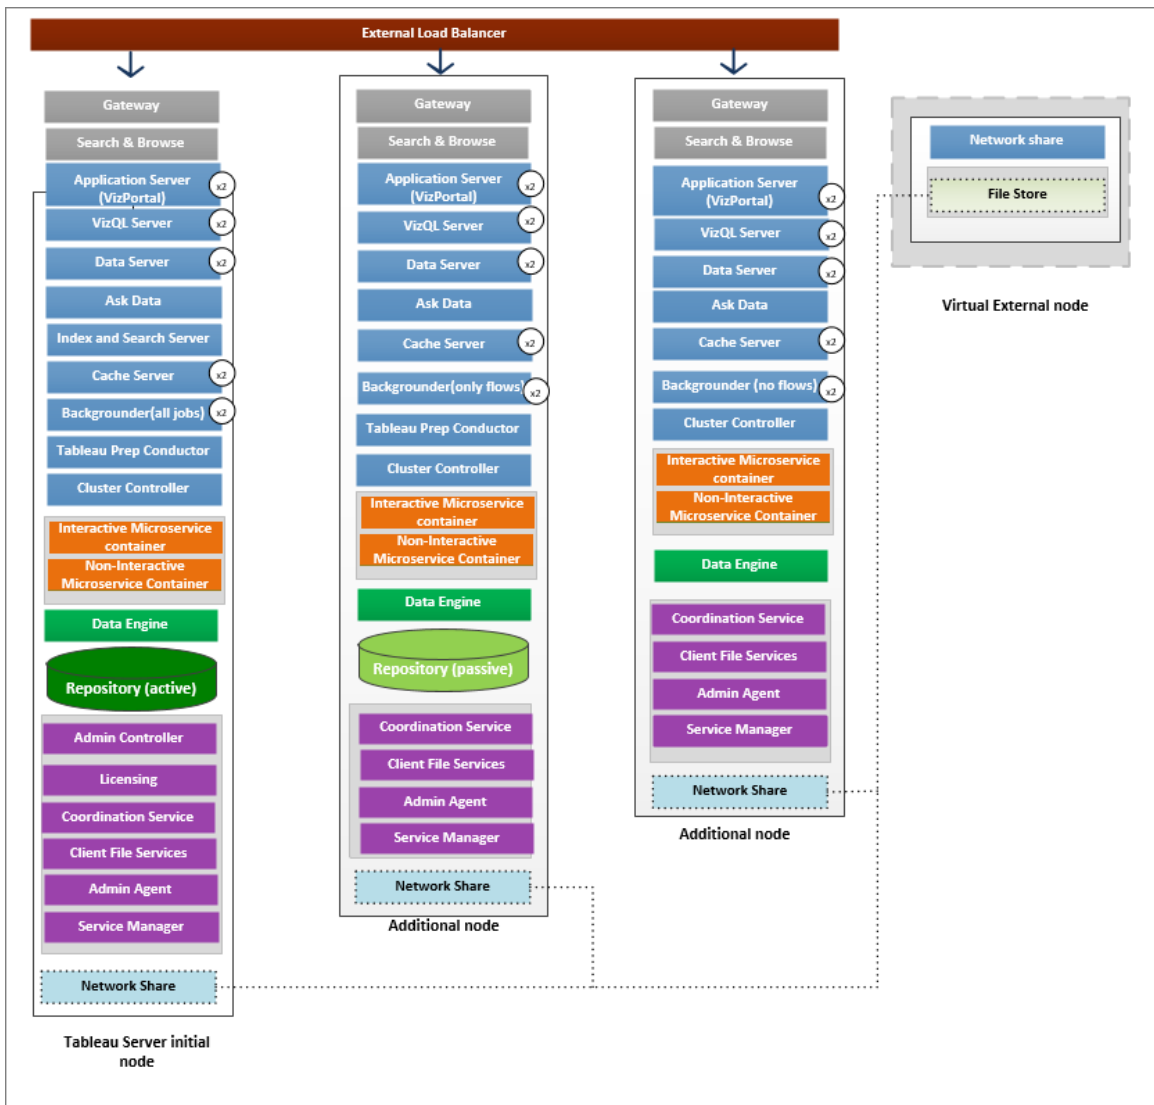 External Load Balancer
Gateway
Search & Browse
Application Server
(VizPortal)
x2
VizQL Server
x2
Data Server
x2
Ask Data
Index and Search Server
Cache Server
x2
Backgrounder(all jobs)
x2
Tableau Prep Conductor
Cluster Controller
Interactive Microservice
container
Non-Interactive
Microservice Container
Data Engine
Repository (active)
Admin Controller
Licensing
Coordination Service
Client File Services
Admin Agent
Service Manager
Network Share
Tableau Server initial
node
Gateway
Search & Browse
Application Server
(VizPortal)
x2
VizQL Server
x2
Data Server
x2
Ask Data
Cache Server
x2
Backgrounder(only flows)
x2
Tableau Prep Conductor
Cluster Controller
Interactive Microservice
container
Non-Interactive
Microservice Container
Data Engine
Repository (passive)
Coordination Service
Client File Services
Admin Agent
Service Manager
Network Share
Additional node
Gateway
Search & Browse
Application Server
(VizPortal)
x2
VizQL Server
x2
Data Server
x2
Ask Data
Cache Server
x2
Backgrounder (no flows)
x2
Cluster Controller
Interactive Microservice
container
Non-Interactive
Microservice Container
Data Engine
Coordination Service
Client File Services
Admin Agent
Service Manager
Network Share
Additional node
Network share
File Store
Virtual External node